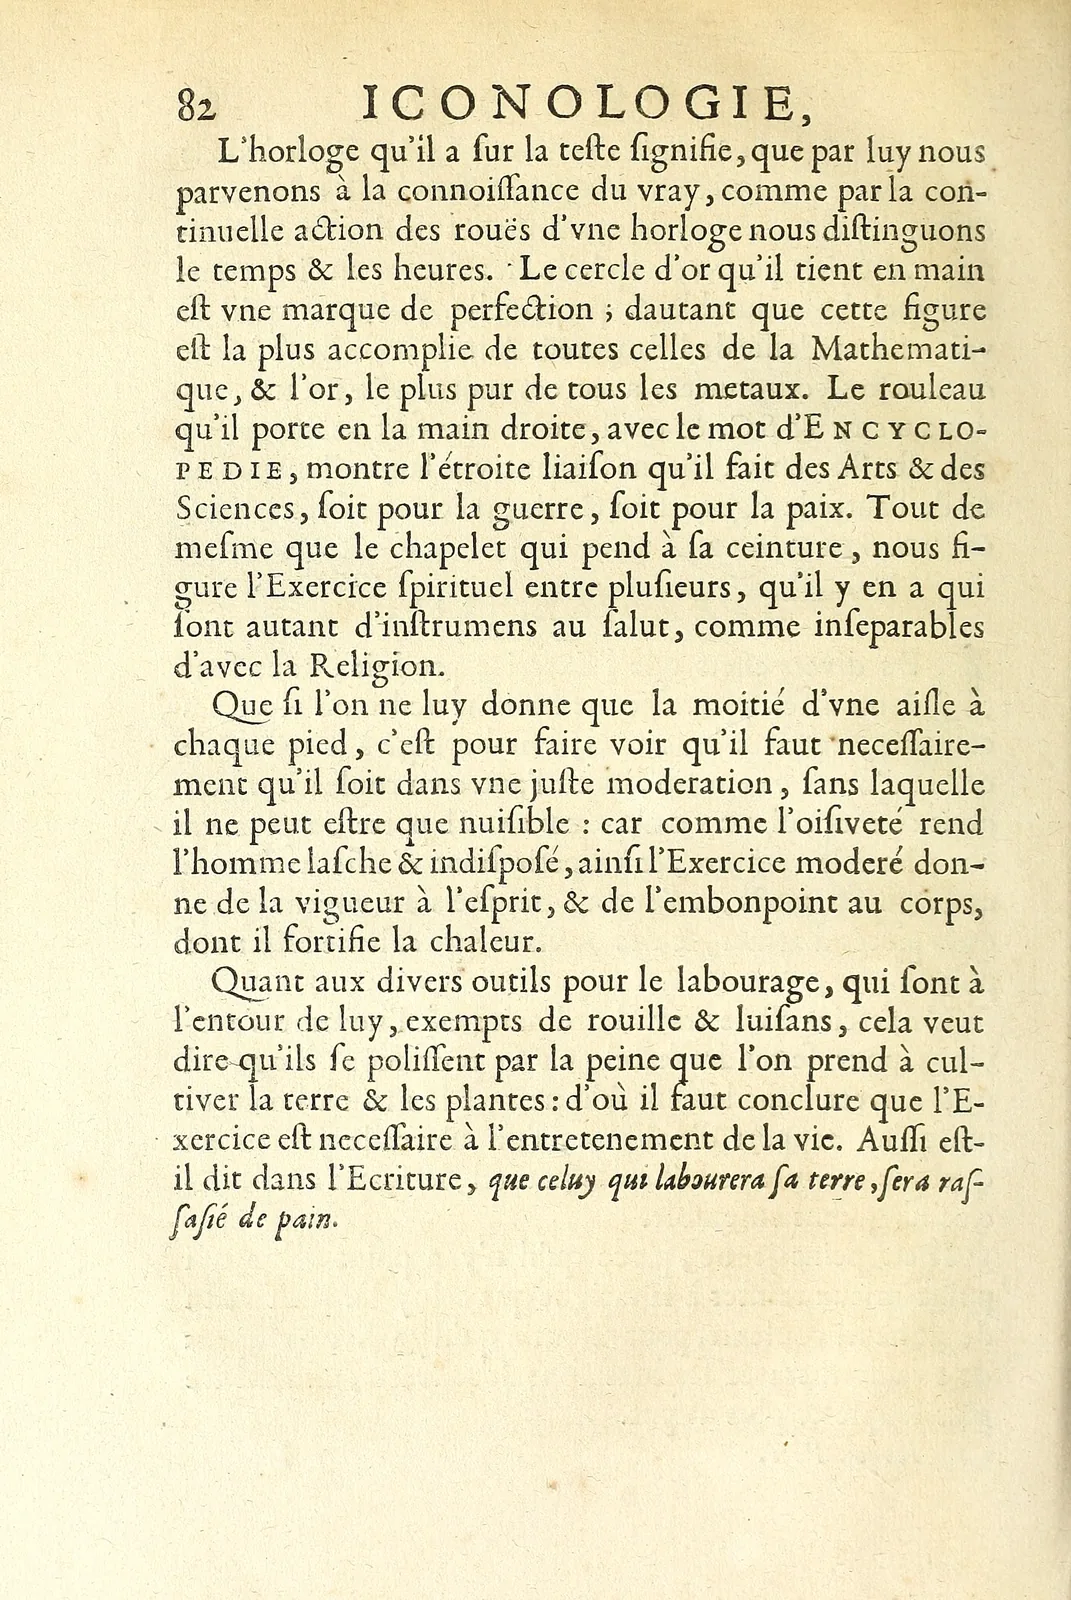 82 ICONOLOGIE,
L'horloge qu'il a ſur la teſte ſignifie, que par luy nous
parvenons à la connoiſſance du vray, comme par la con-
tinuelle action des rouës d'vne horloge nous diſtinguons
le temps & les heures. Le cercle d'or qu'il tient en main
eſt vne marque de perfection ; dautant que cette figure
eſt la plus accomplie de toutes celles de la Mathemati-
que, & l'or, le plus pur de tous les metaux. Le rouleau
qu'il porte en la main droite, avec le mot d'ENCYCLO-
PEDIE, montre l'étroite liaiſon qu'il fait des Arts & des
Sciences, ſoit pour la guerre, ſoit pour la paix. Tout de
meſme que le chapelet qui pend à ſa ceinture, nous fi-
gure l'Exercice ſpirituel entre pluſieurs, qu'il y en a qui
ſont autant d'inſtrumens au ſalut, comme inſeparables
d'avec la Religion.
Que ſi l'on ne luy donne que la moitié d'vne aiſle à
chaque pied, c'eſt pour faire voir qu'il faut neceſſaire-
ment qu'il ſoit dans vne juſte moderation, ſans laquelle
il ne peut eſtre que nuiſible : car comme l'oiſiveté rend
l'homme laſche & indiſpoſé, ainſi l'Exercice moderé don-
ne de la vigueur à l'eſprit, & de l'embonpoint au corps,
dont il fortifie la chaleur.
Quant aux divers outils pour le labourage, qui ſont à
l'entour de luy, exempts de rouille & luiſans, cela veut
dire qu'ils ſe poliſſent par la peine que l'on prend à cul-
tiver la terre & les plantes : d'où il faut conclure que l'E-
xercice eſt neceſſaire à l'entretenement de la vie. Auſſi eſt-
il dit dans l'Ecriture, que celuy qui labourera ſa terre, ſera raſ-
ſaſié de pain.